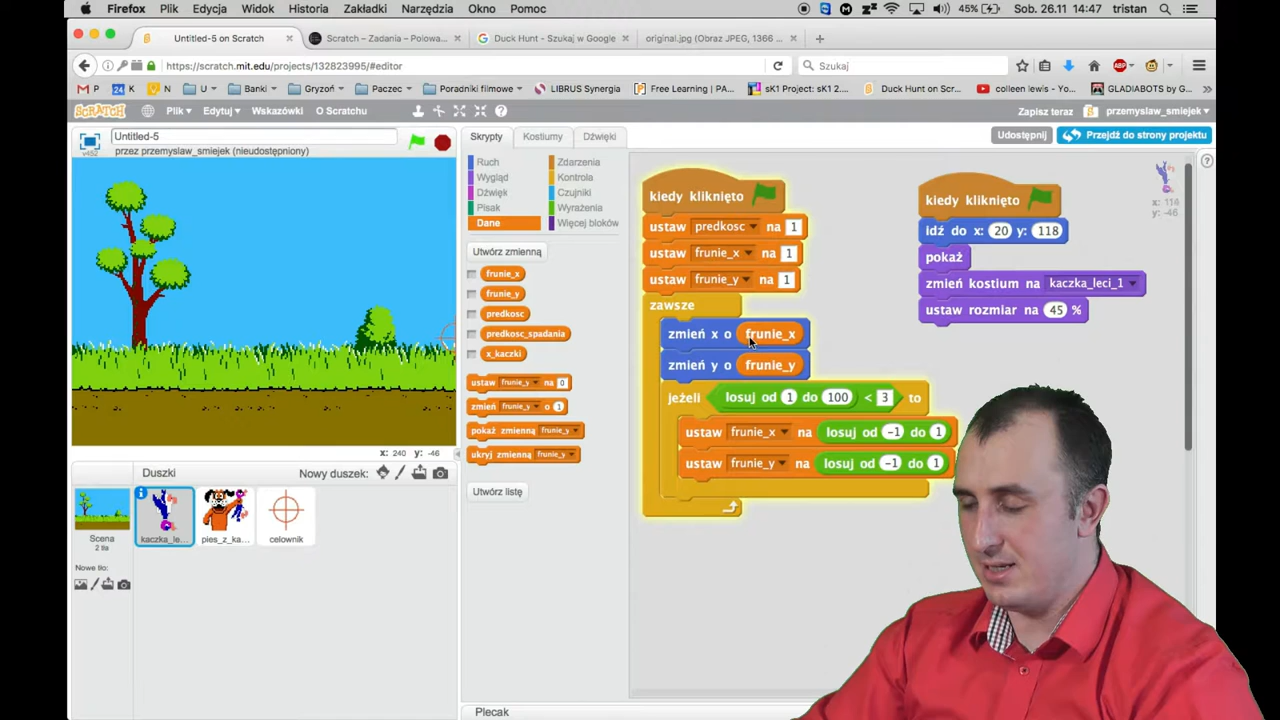 Firefox Plik Edycja Widok Historia Zakładki Narzędzia Okno Pomoc 45% Sob. 26.11 14:47 tristan
Untitled-5 on Scratch × Scratch – Zadania – Polowa... × Duck Hunt - Szukaj w Google × original.jpg (Obraz JPEG, 1366 ... × +
https://scratch.mit.edu/projects/132823995/#editor Szukaj
M P 24 K N U Banki Gryzoń Paczec Poradniki filmowe LIBRUS Synergia Free Learning | PA... sK1 Project: sK1 2... Duck Hunt on Scr... colleen lewis - You... GLADIABOTS by G...
SCRATCH Plik Edytuj Wskazówki O Scratchu Zapisz teraz przemyslaw_smiejek
v452 Untitled-5
przez przemyslaw_smiejek (nieudostępniony)
Skrypty Kostiumy Dźwięki Udostępnij Przejdź do strony projektu
Ruch Zdarzenia
Wygląd Kontrola
Dźwięk Czujniki
Pisak Wyrażenia
Dane Więcej bloków
Utwórz zmienną
frunie_x
frunie_y
predkosc
predkosc_spadania
x_kaczki
ustaw frunie_y na 0
zmień frunie_y o 1
pokaż zmienną frunie_y
ukryj zmienną frunie_y
Utwórz listę
kiedy kliknięto
ustaw predkosc na 1
ustaw frunie_x na 1
ustaw frunie_y na 1
zawsze
zmień x o frunie_x
zmień y o frunie_y
jeżeli losuj od 1 do 100 < 3 to
ustaw frunie_x na losuj od -1 do 1
ustaw frunie_y na losuj od -1 do 1
kiedy kliknięto
idź do x: 20 y: 118
pokaż
zmień kostium na kaczka_leci_1
ustaw rozmiar na 45 %
x: 116
y: -46
?
x: 240 y: -46
Duszki Nowy duszek:
Scena
2 tła
Nowe tło:
kaczka_le...
pies_z_ka...
celownik
Plecak